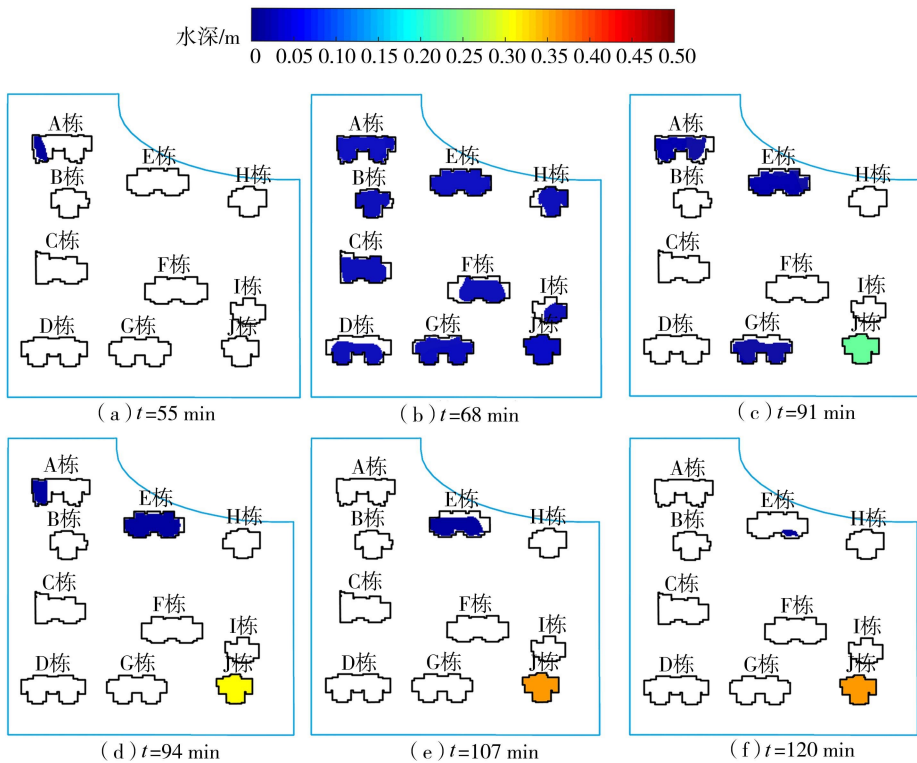 水深/m
0 0.05 0.10 0.15 0.20 0.25 0.30 0.35 0.40 0.45 0.50
A栋
B栋
C栋
D栋
E栋
F栋
G栋
H栋
I栋
J栋
(a) t=55 min
A栋
B栋
C栋
D栋
E栋
F栋
G栋
H栋
I栋
J栋
(b) t=68 min
A栋
B栋
C栋
D栋
E栋
F栋
G栋
H栋
I栋
J栋
(c) t=91 min
A栋
B栋
C栋
D栋
E栋
F栋
G栋
H栋
I栋
J栋
(d) t=94 min
A栋
B栋
C栋
D栋
E栋
F栋
G栋
H栋
I栋
J栋
(e) t=107 min
A栋
B栋
C栋
D栋
E栋
F栋
G栋
H栋
I栋
J栋
(f) t=120 min